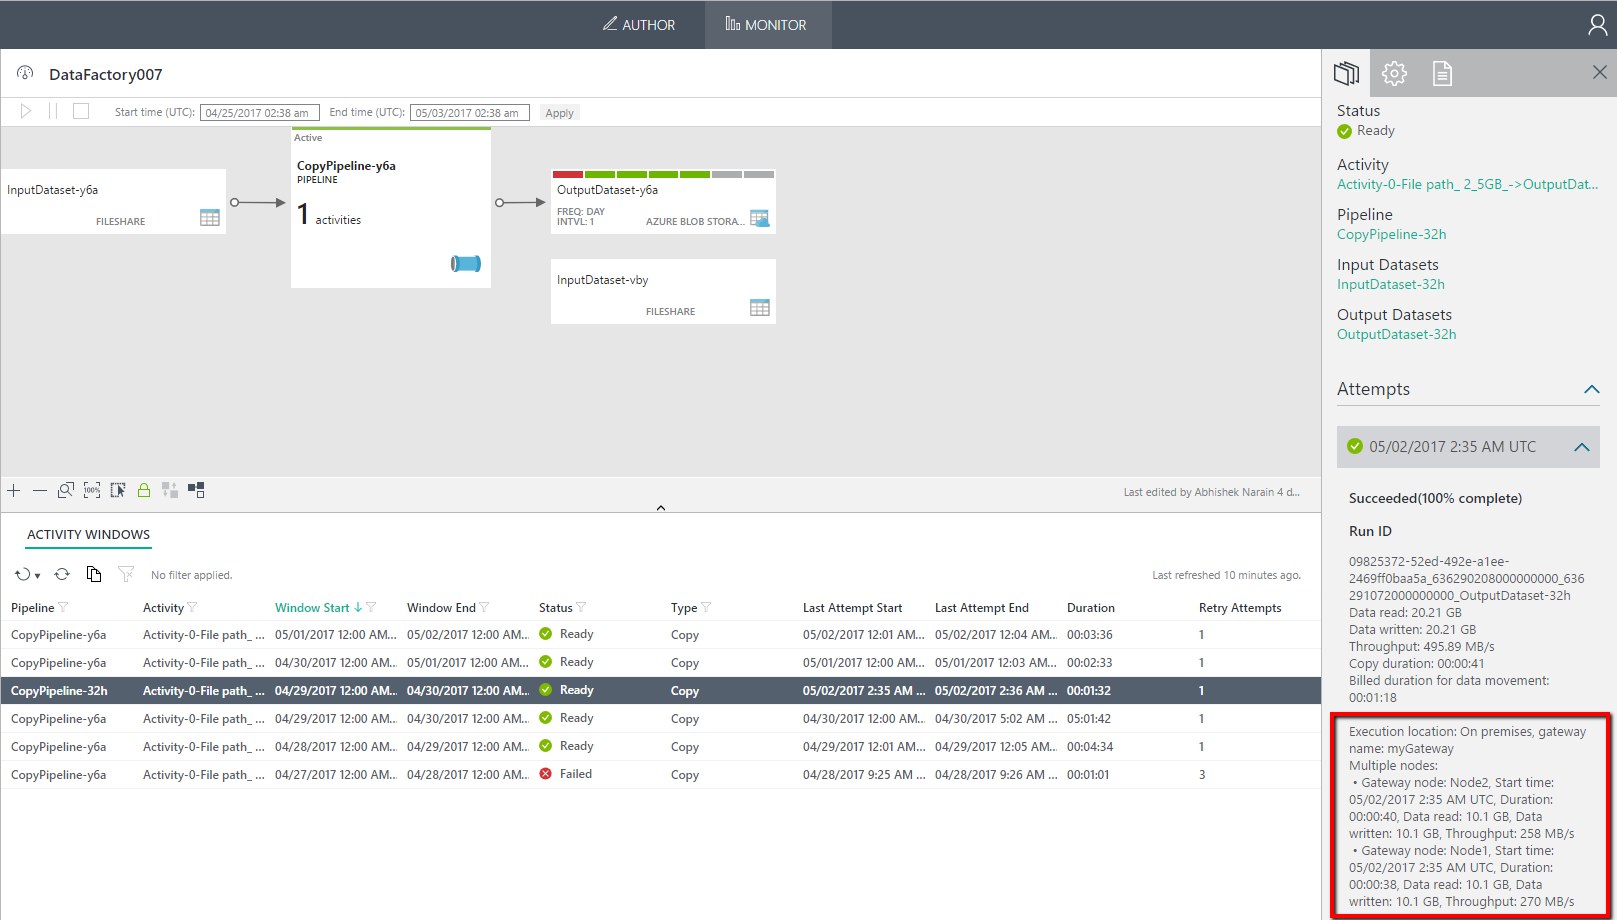 AUTHOR
MONITOR
DataFactory007
Start time (UTC): 04/25/2017 02:38 am End time (UTC): 05/03/2017 02:38 am Apply
InputDataset-y6a
FILESHARE
Active
CopyPipeline-y6a
PIPELINE
1 activities
OutputDataset-y6a
FREQ: DAY
INTVL: 1
AZURE BLOB STORA...
InputDataset-vby
FILESHARE
100%
Last edited by Abhishek Narain 4 d...
ACTIVITY WINDOWS
No filter applied.
Last refreshed 10 minutes ago.
Pipeline Activity Window Start Window End Status Type Last Attempt Start Last Attempt End Duration Retry Attempts
CopyPipeline-y6a Activity-0-File path_ ... 05/01/2017 12:00 AM... 05/02/2017 12:00 AM... Ready Copy 05/02/2017 12:01 AM... 05/02/2017 12:04 AM... 00:03:36 1
CopyPipeline-y6a Activity-0-File path_ ... 04/30/2017 12:00 AM... 05/01/2017 12:00 AM... Ready Copy 05/01/2017 12:00 AM... 05/01/2017 12:03 AM... 00:02:33 1
CopyPipeline-32h Activity-0-File path_ ... 04/29/2017 12:00 AM... 04/30/2017 12:00 AM... Ready Copy 05/02/2017 2:35 AM ... 05/02/2017 2:36 AM ... 00:01:32 1
CopyPipeline-y6a Activity-0-File path_ ... 04/29/2017 12:00 AM... 04/30/2017 12:00 AM... Ready Copy 04/30/2017 12:00 AM... 04/30/2017 5:02 AM ... 05:01:42 1
CopyPipeline-y6a Activity-0-File path_ ... 04/28/2017 12:00 AM... 04/29/2017 12:00 AM... Ready Copy 04/29/2017 12:01 AM... 04/29/2017 12:05 AM... 00:04:34 1
CopyPipeline-y6a Activity-0-File path_ ... 04/27/2017 12:00 AM... 04/28/2017 12:00 AM... Failed Copy 04/28/2017 9:25 AM ... 04/28/2017 9:26 AM ... 00:01:01 3
Status
Ready
Activity
Activity-0-File path_ 2_5GB_->OutputDat...
Pipeline
CopyPipeline-32h
Input Datasets
InputDataset-32h
Output Datasets
OutputDataset-32h
Attempts
05/02/2017 2:35 AM UTC
Succeeded(100% complete)
Run ID
09825372-52ed-492e-a1ee-
2469ff0baa5a_636290208000000000_636
291072000000000_OutputDataset-32h
Data read: 20.21 GB
Data written: 20.21 GB
Throughput: 495.89 MB/s
Copy duration: 00:00:41
Billed duration for data movement:
00:01:18
Execution location: On premises, gateway
name: myGateway
Multiple nodes:
• Gateway node: Node2, Start time:
05/02/2017 2:35 AM UTC, Duration:
00:00:40, Data read: 10.1 GB, Data
written: 10.1 GB, Throughput: 258 MB/s
• Gateway node: Node1, Start time:
05/02/2017 2:35 AM UTC, Duration:
00:00:38, Data read: 10.1 GB, Data
written: 10.1 GB, Throughput: 270 MB/s